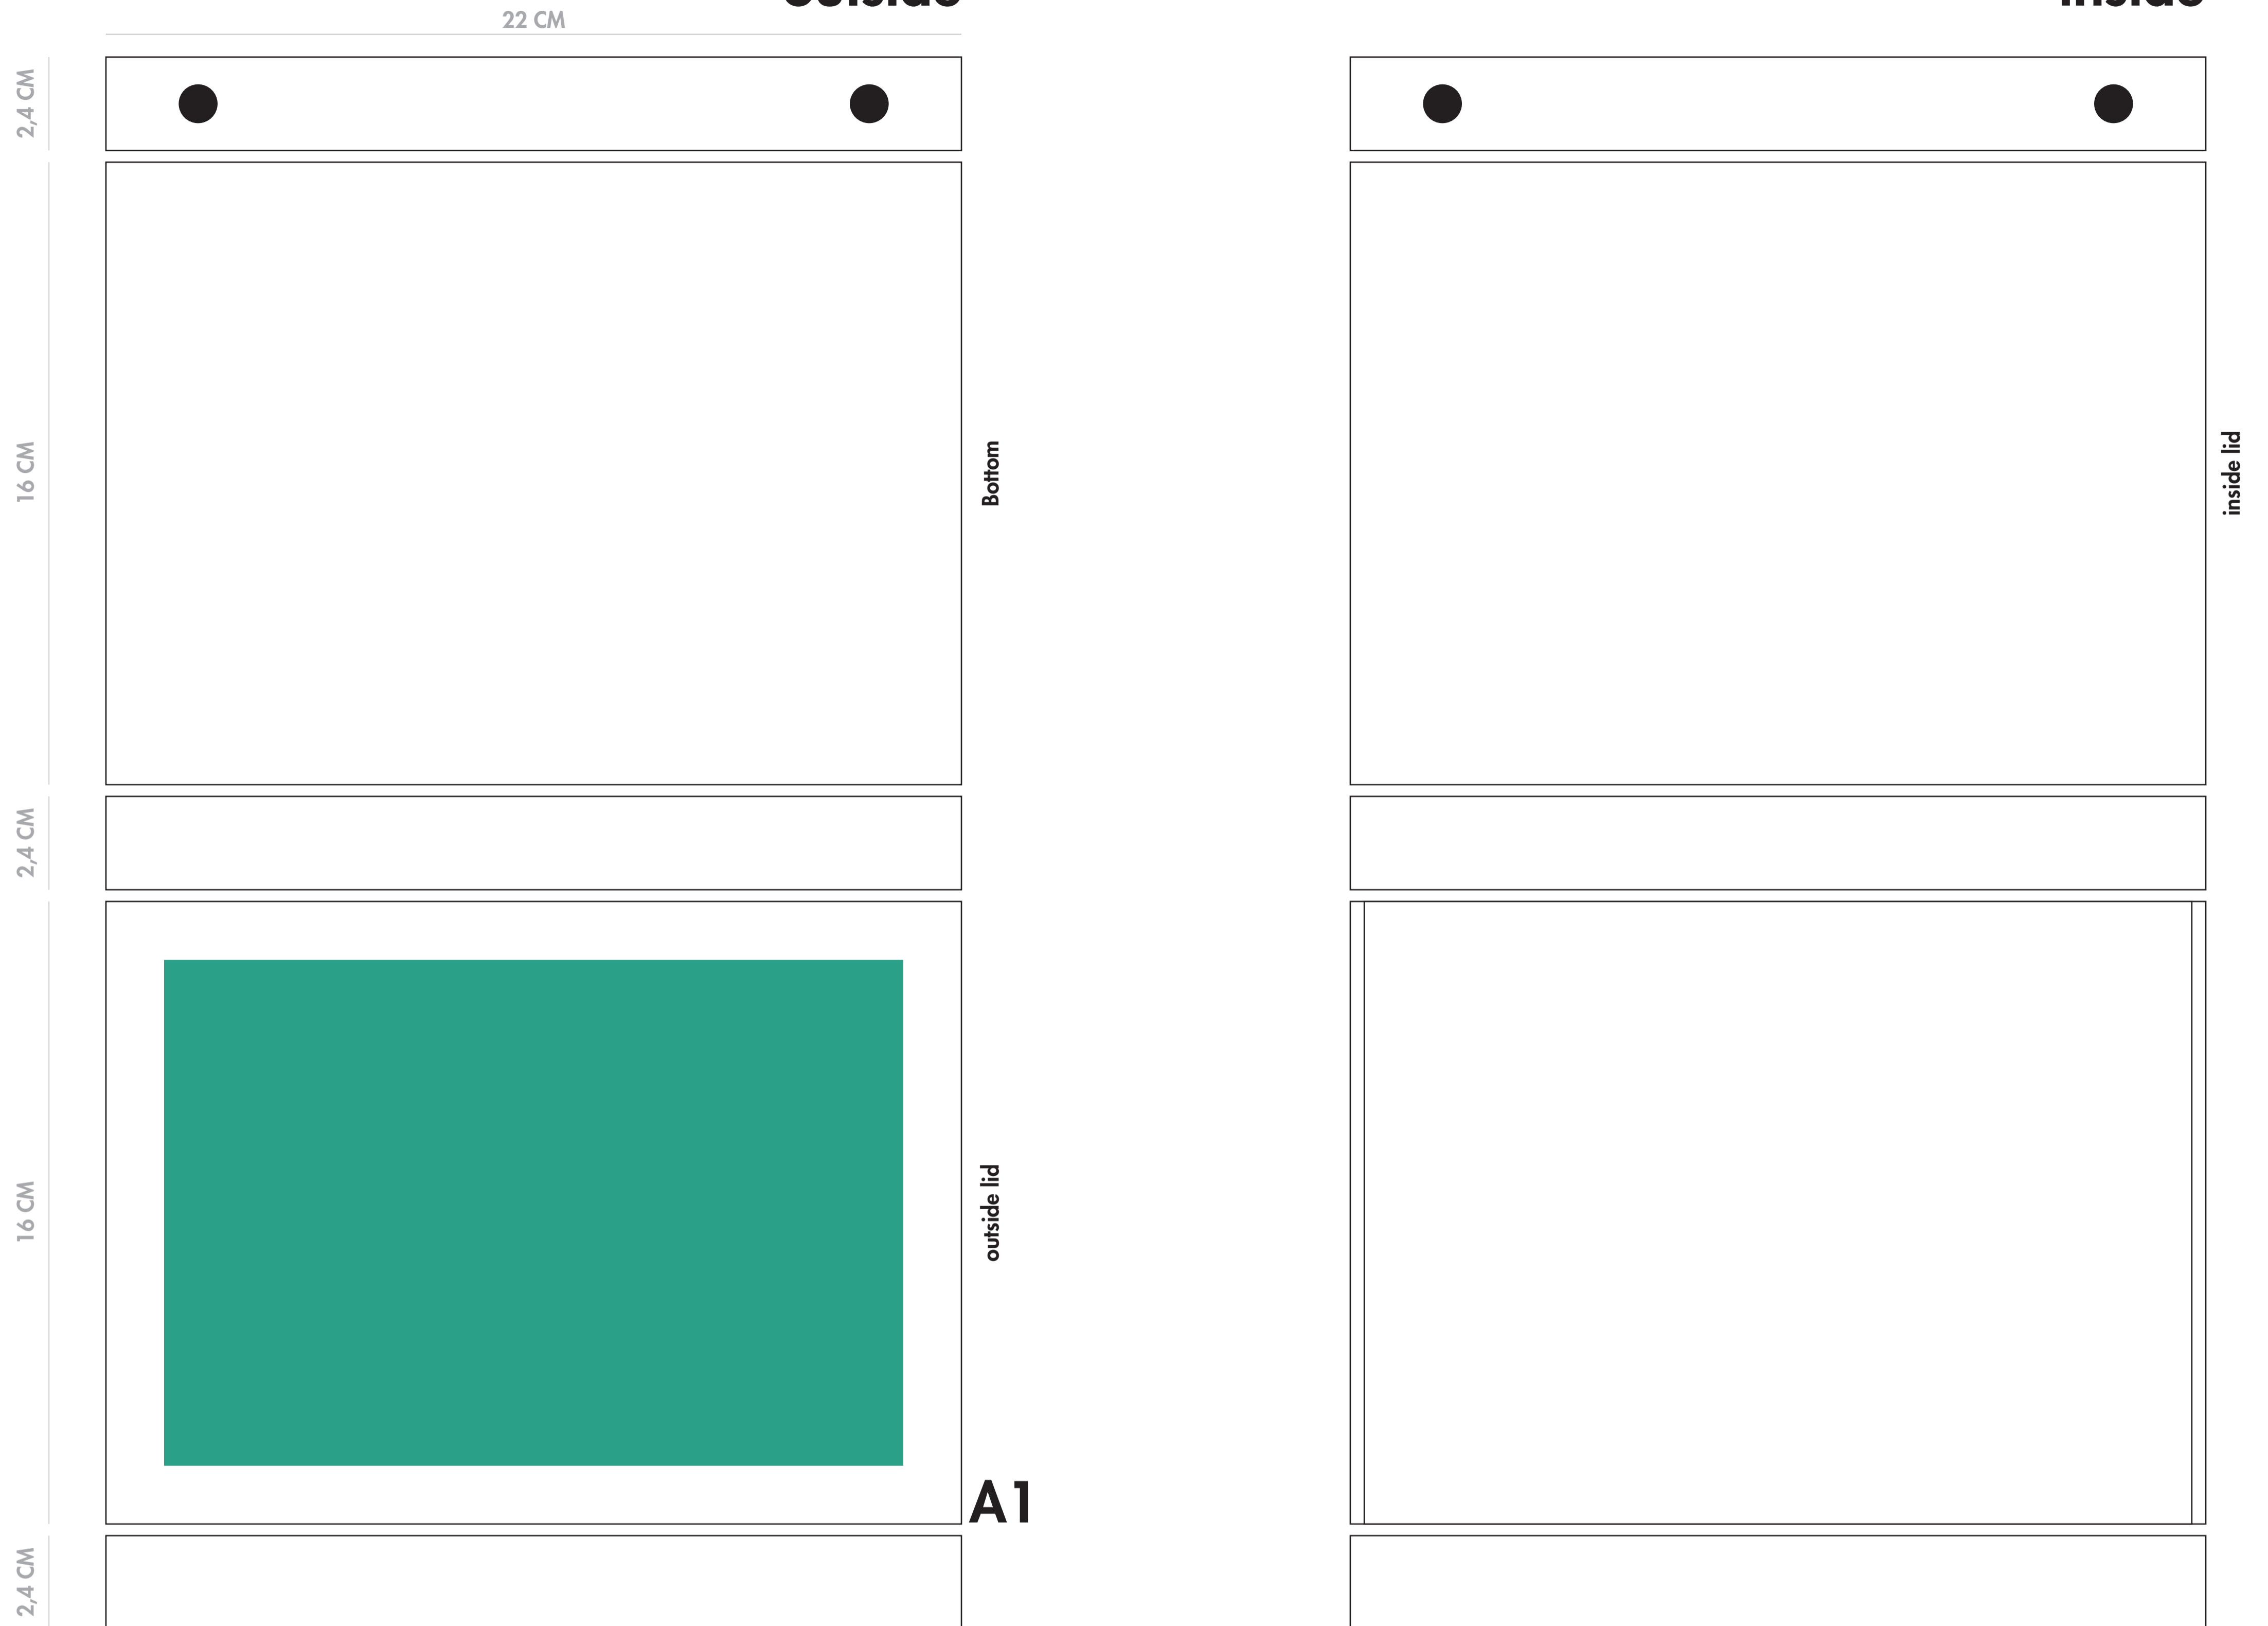 22 CM
2,4 CM
16 CM
Bottom
inside lid
2,4 CM
16 CM
outside lid
A1
2,4 CM